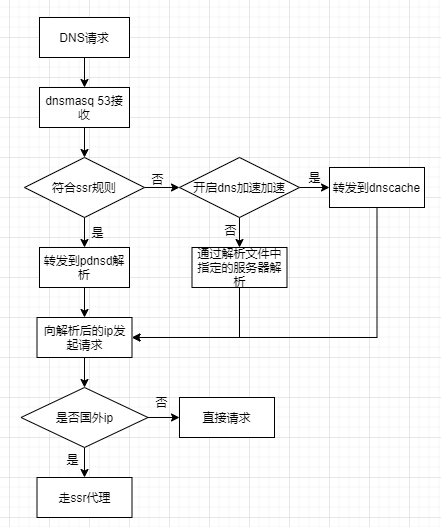 DNS请求
dnsmasq 53接
收
符合ssr规则
否
开启dns加速加速
是
转发到dnscache
是
否
转发到pdnsd解
析
通过解析文件中
指定的服务器解
析
向解析后的ip发
起请求
是否国外ip
否
直接请求
是
走ssr代理